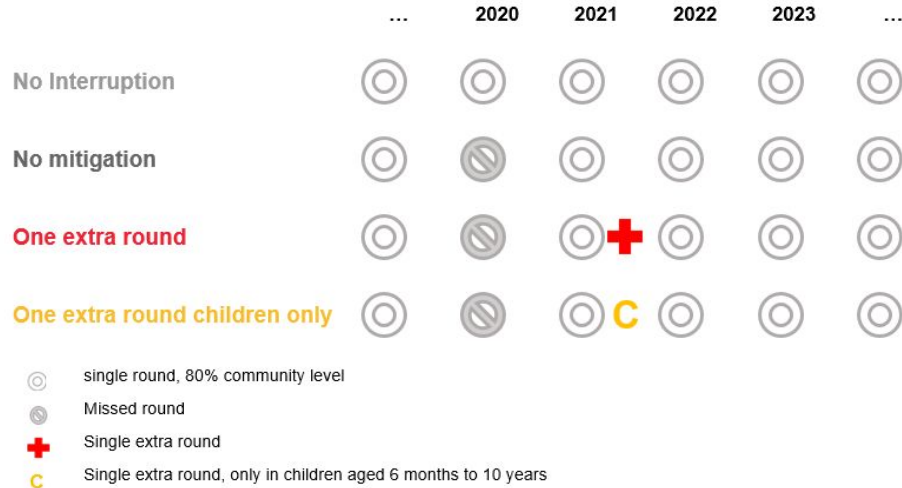 ... 2020 2021 2022 2023 ...
No Interruption
No mitigation
One extra round
One extra round children only C
single round, 80% community level
Missed round
Single extra round
C Single extra round, only in children aged 6 months to 10 years